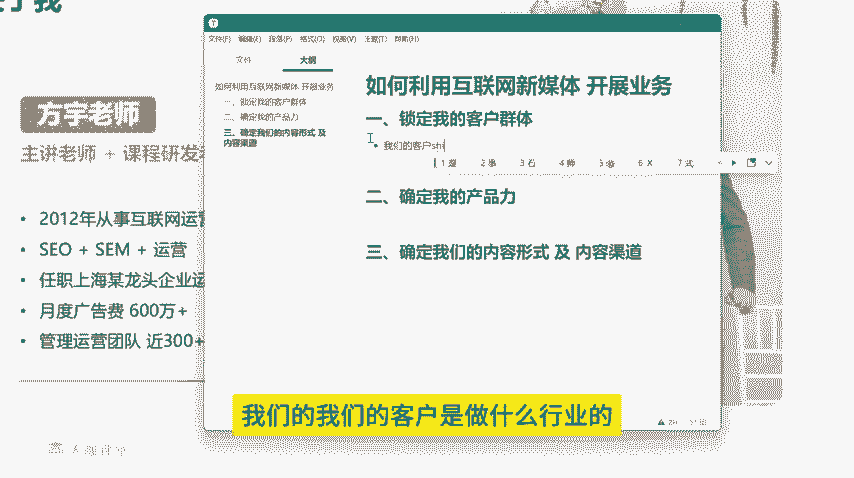 于我
方宇老师
主讲老师 + 课程研发
• 2012年从事互联网运营
• SEO + SEM + 运营
• 任职上海某龙头企业运
• 月度广告费 600万+
• 管理运营团队 近300+
文件(F) 编辑(E) 段落(P) 格式(O) 视图(V) 主题(T) 帮助(H)
文件 大纲
如何利用互联网新媒体 开展业务
一、锁定我的客户群体
二、确定我的产品力
三、确定我们的内容形式 及
内容渠道
如何利用互联网新媒体 开展业务
一、锁定我的客户群体
• 我们的客户shi
1 是 2 事 3 石 4 师 5 时 6 X 7 式
二、确定我的产品力
三、确定我们的内容形式 及 内容渠道
我们的我们的客户是做什么行业的